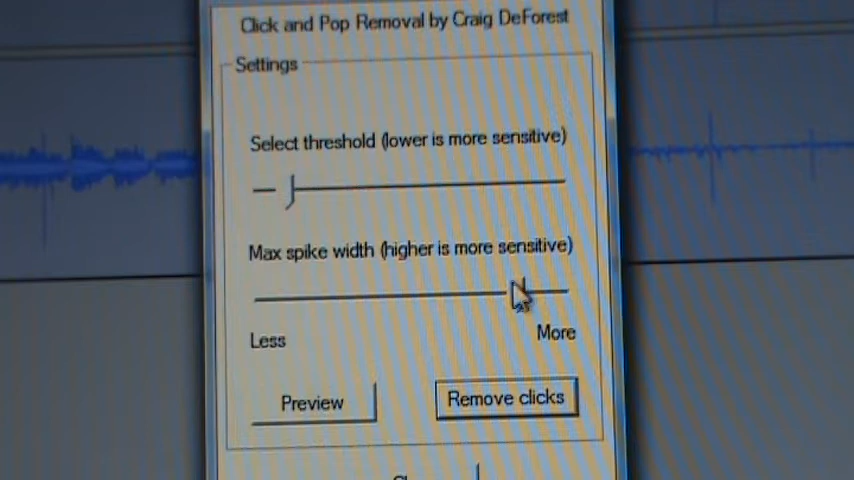 Click and Pop Removal by Craig DeForest
Settings
Select threshold (lower is more sensitive)
Max spike width (higher is more sensitive)
Less More
Preview Remove clicks